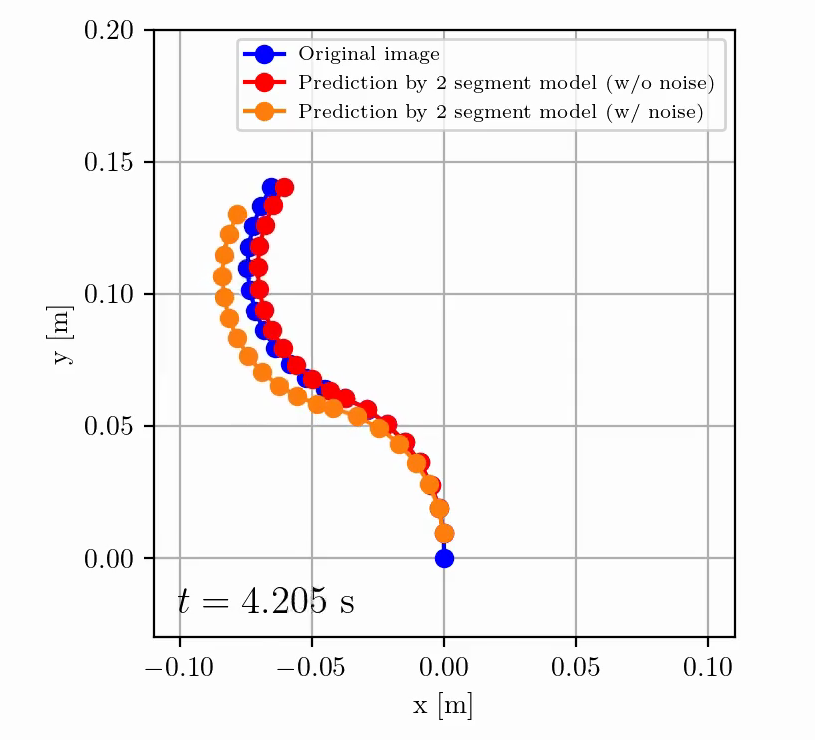 0.20
Original image
Prediction by 2 segment model (w/o noise)
Prediction by 2 segment model (w/ noise)
0.15
0.10
y [m]
0.05
0.00
t = 4.205 s
−0.10 −0.05 0.00 0.05 0.10
x [m]